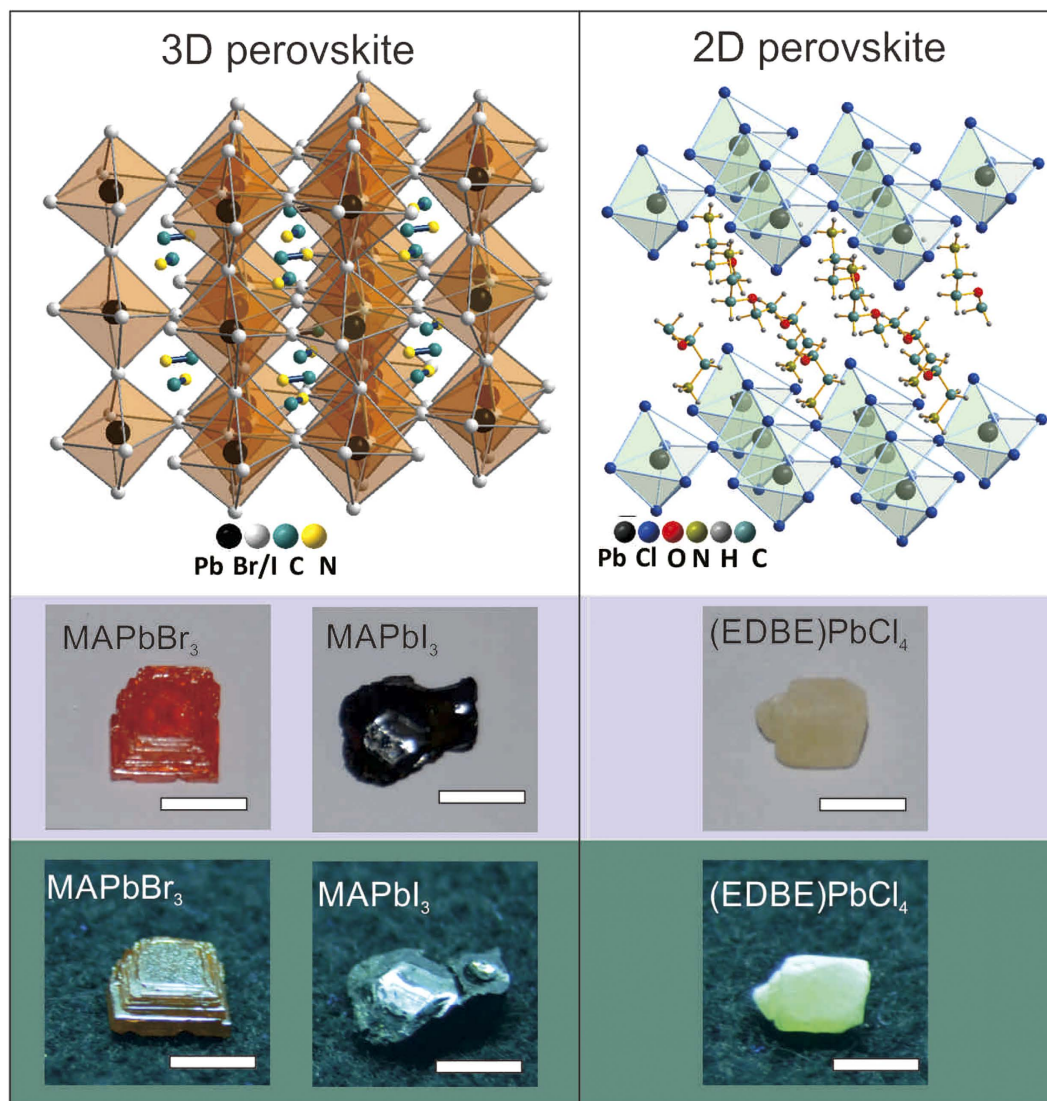 3D perovskite
Pb Br/I C N
2D perovskite
Pb Cl O N H C
MAPbBr₃
MAPbI₃
(EDBE)PbCl₄
MAPbBr₃
MAPbI₃
(EDBE)PbCl₄